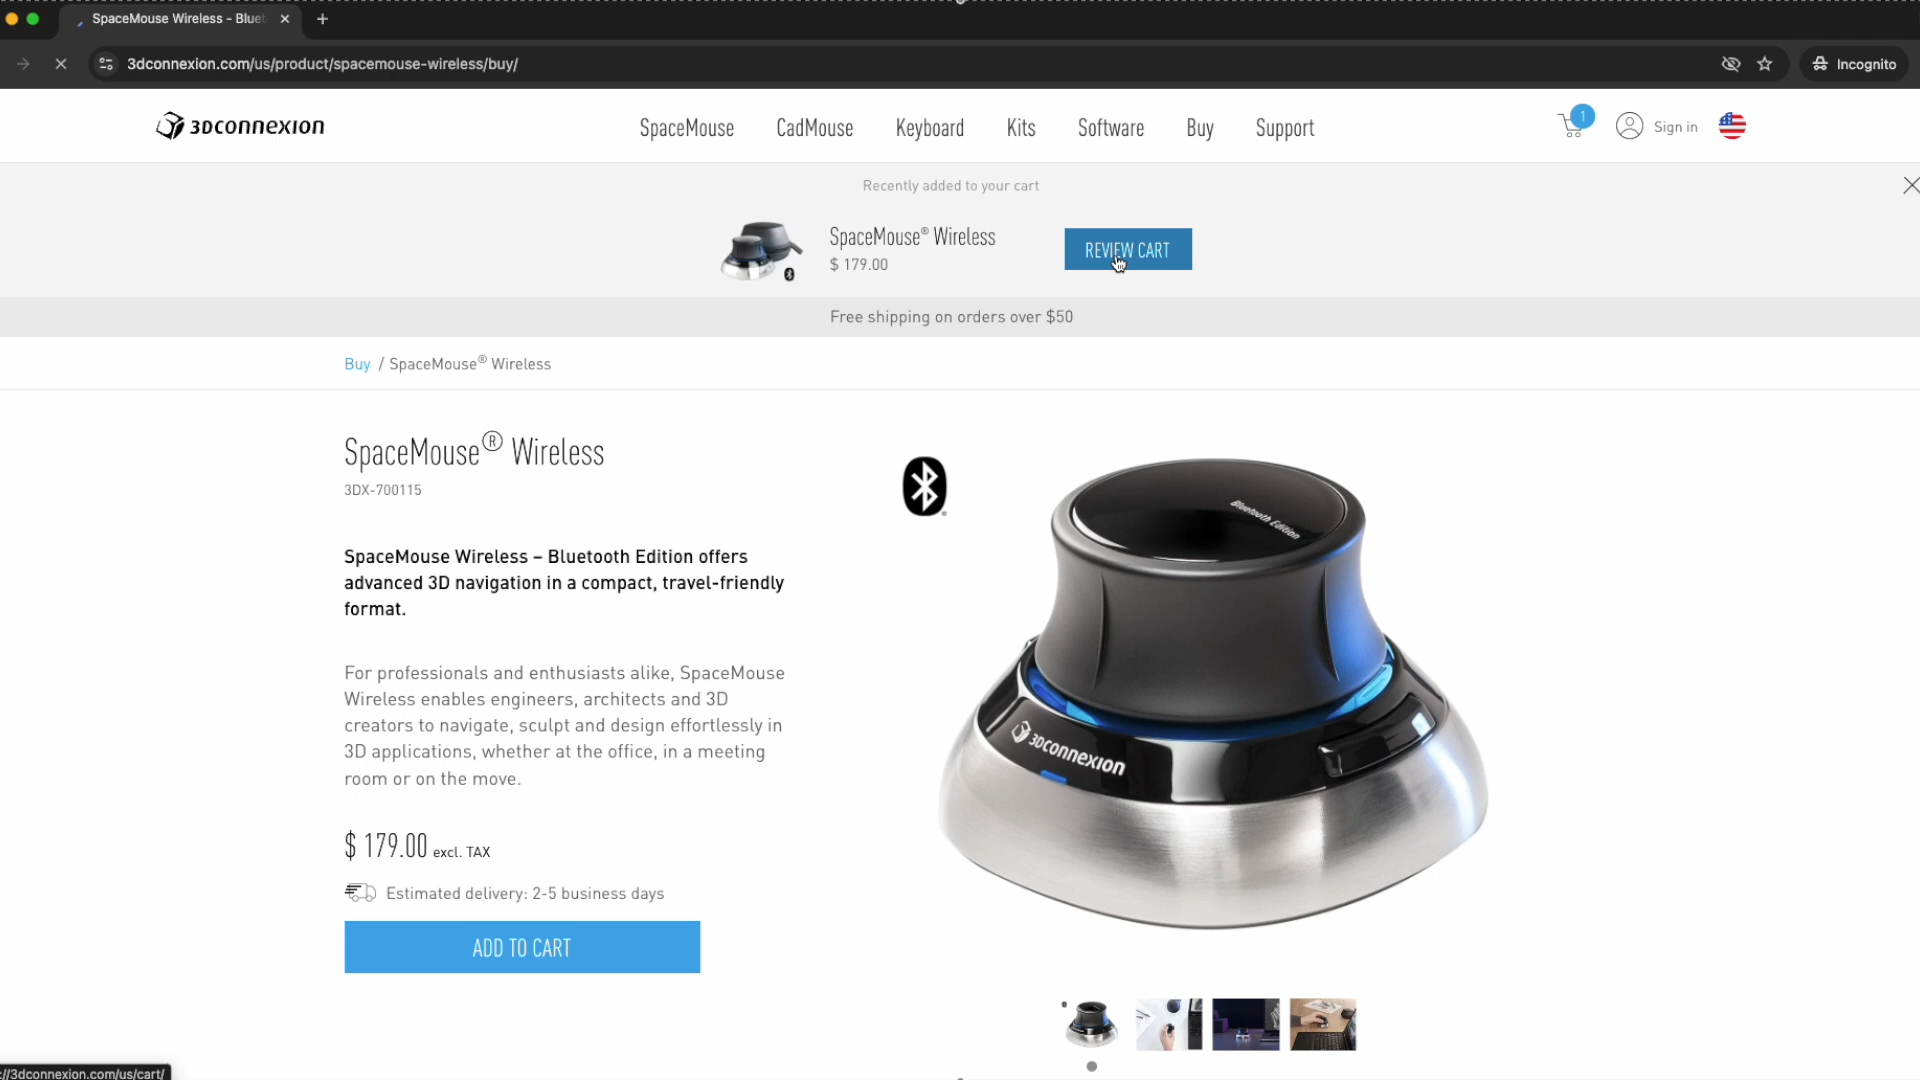 SpaceMouse Wireless - Bluet
3dconnexion.com/us/product/spacemouse-wireless/buy/
Incognito
3Dconnexion
SpaceMouse
CadMouse
Keyboard
Kits
Software
Buy
Support
1
Sign in
Recently added to your cart
SpaceMouse® Wireless
$ 179.00
REVIEW CART
Free shipping on orders over $50
Buy / SpaceMouse® Wireless
SpaceMouse® Wireless
3DX-700115
SpaceMouse Wireless – Bluetooth Edition offers
advanced 3D navigation in a compact, travel-friendly
format.
For professionals and enthusiasts alike, SpaceMouse
Wireless enables engineers, architects and 3D
creators to navigate, sculpt and design effortlessly in
3D applications, whether at the office, in a meeting
room or on the move.
$ 179.00 excl. TAX
Estimated delivery: 2-5 business days
ADD TO CART
Bluetooth Edition
3Dconnexion
://3dconnexion.com/us/cart/